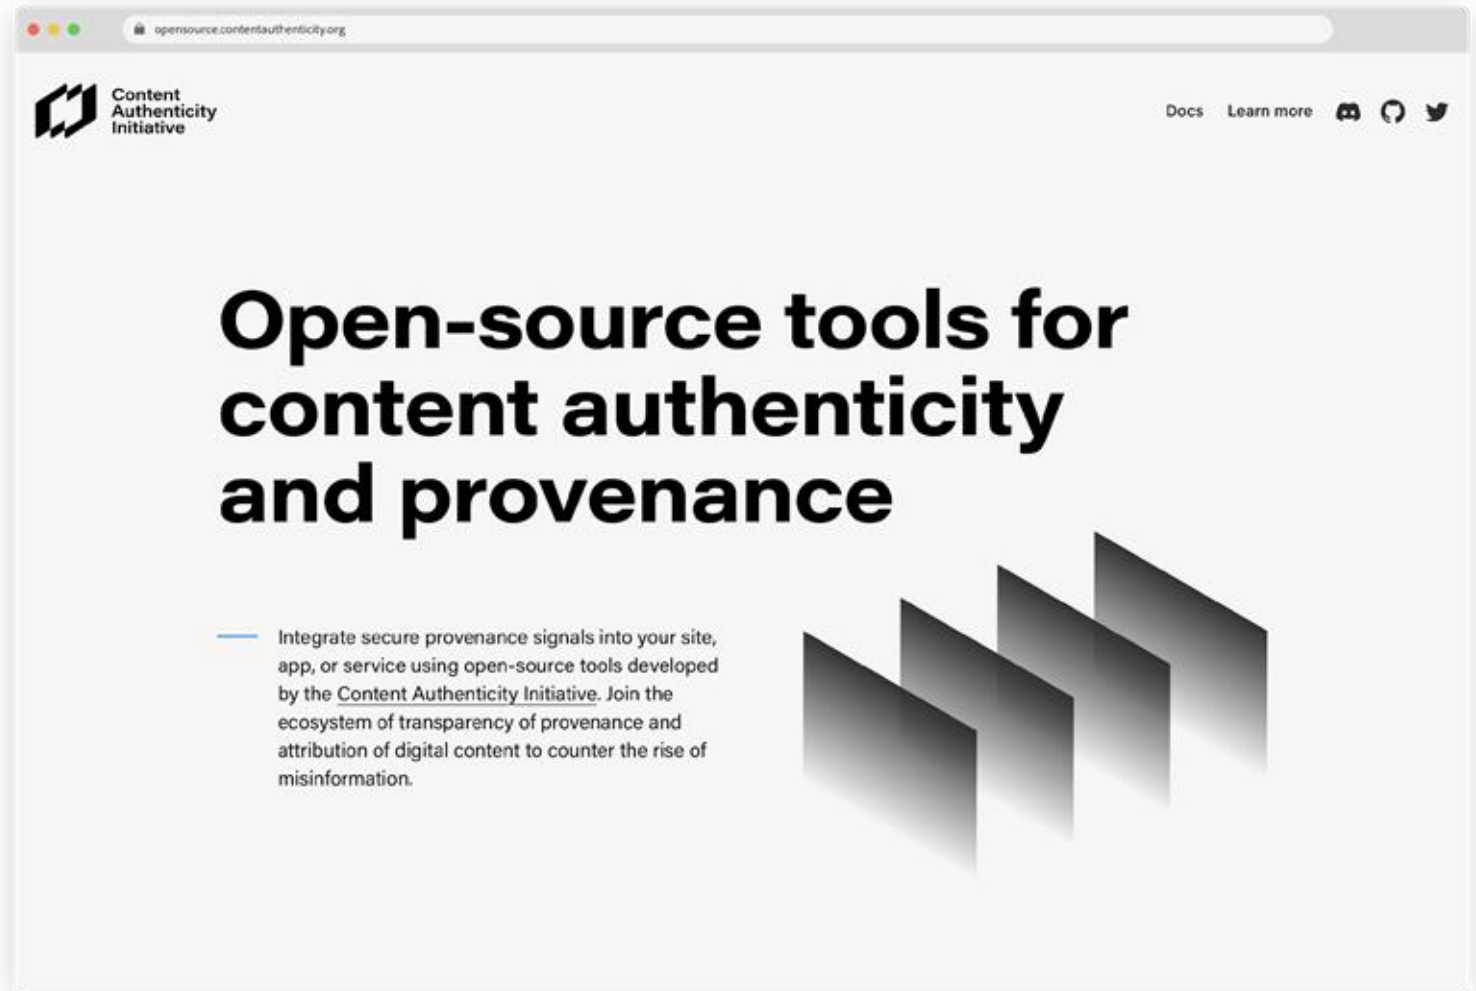 opensource.contentauthenticity.org
Content
Authenticity
Initiative
Docs Learn more
Open-source tools for
content authenticity
and provenance
Integrate secure provenance signals into your site,
app, or service using open-source tools developed
by the Content Authenticity Initiative. Join the
ecosystem of transparency of provenance and
attribution of digital content to counter the rise of
misinformation.